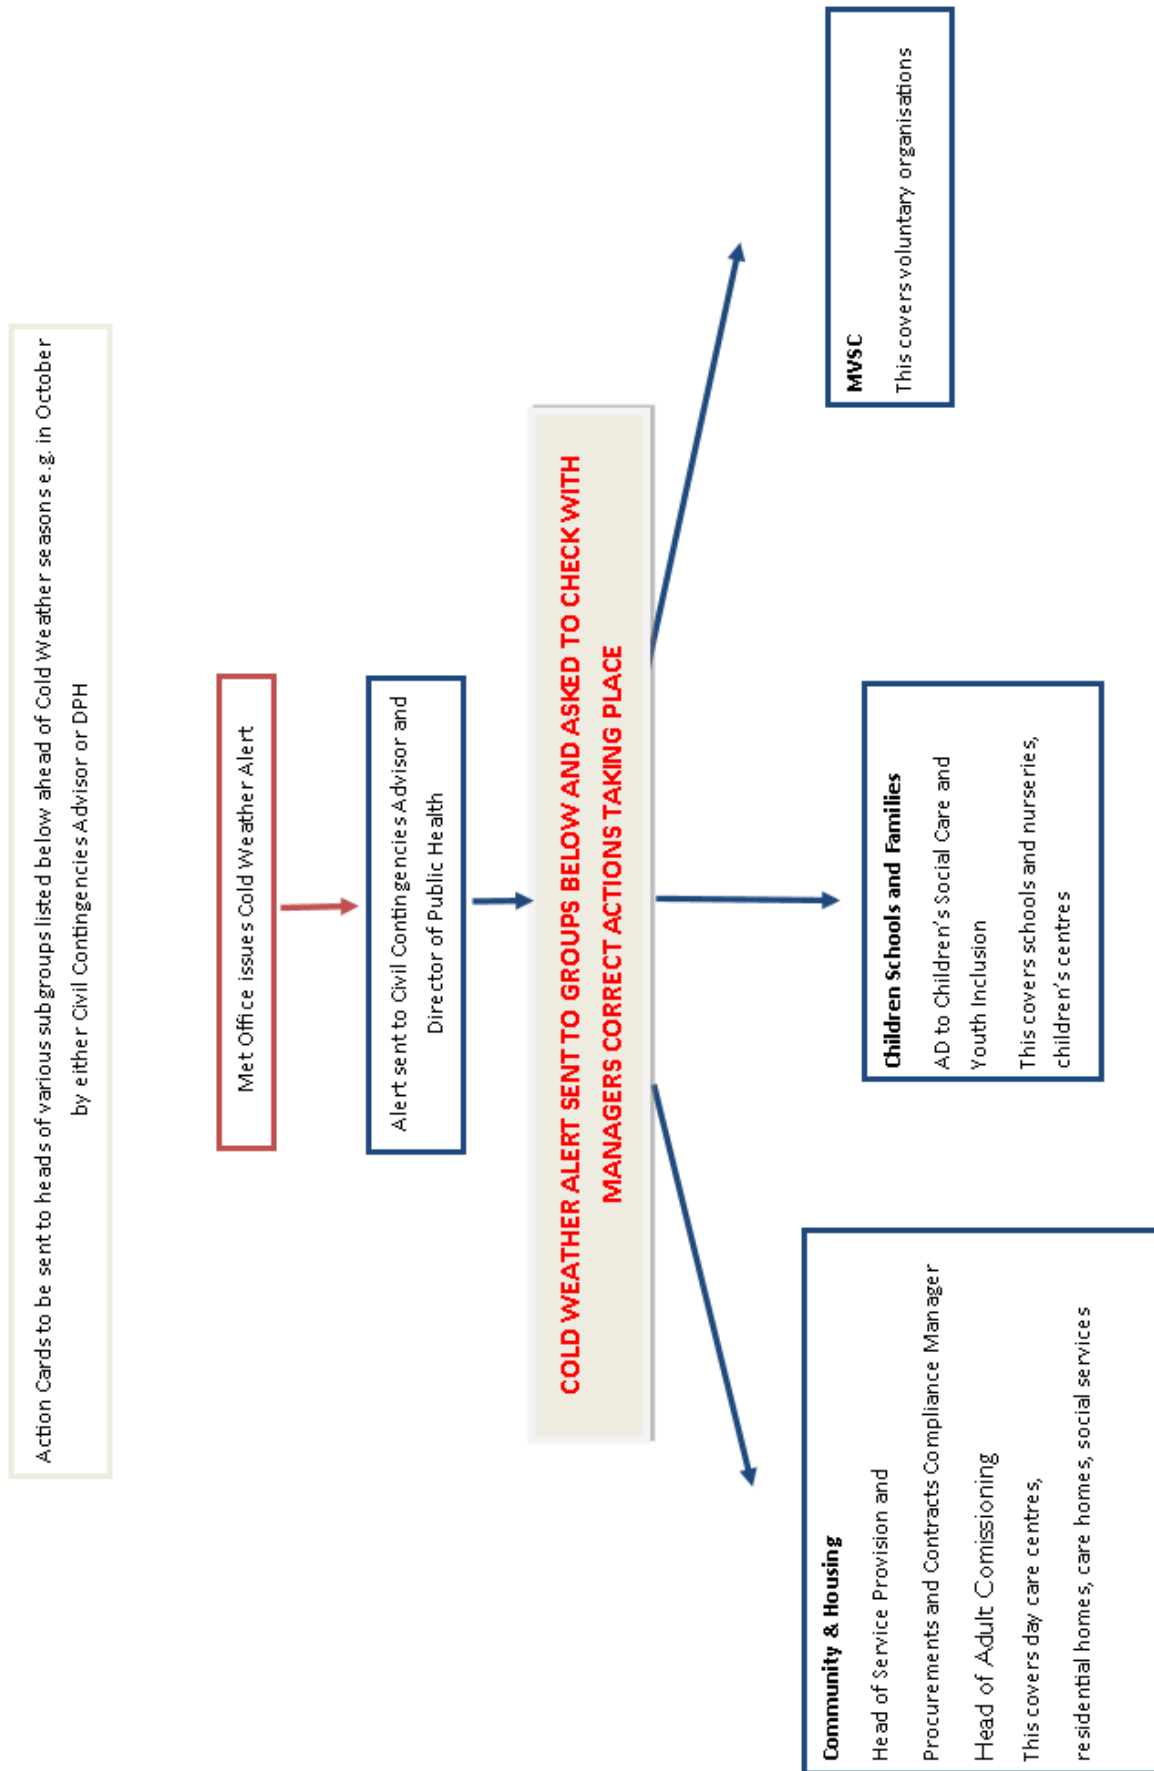 Action Cards to be sent to heads of various subgroups listed below ahead of Cold Weather season e.g. in October
by either Civil Contingencies Advisor or DPH
Met Office issues Cold Weather Alert
Alert sent to Civil Contingencies Advisor and
Director of Public Health
COLD WEATHER ALERT SENT TO GROUPS BELOW AND ASKED TO CHECK WITH
MANAGERS CORRECT ACTIONS TAKING PLACE
Community & Housing
Head of Service Provision and
Procurements and Contracts Compliance Manager
Head of Adult Comissioning
This covers day care centres,
residential homes, care homes, social services
Children Schools and Families
AD to Children's Social Care and
Youth Inclusion
This covers schools and nurseries,
children's centres
MVSC
This covers voluntary organisations